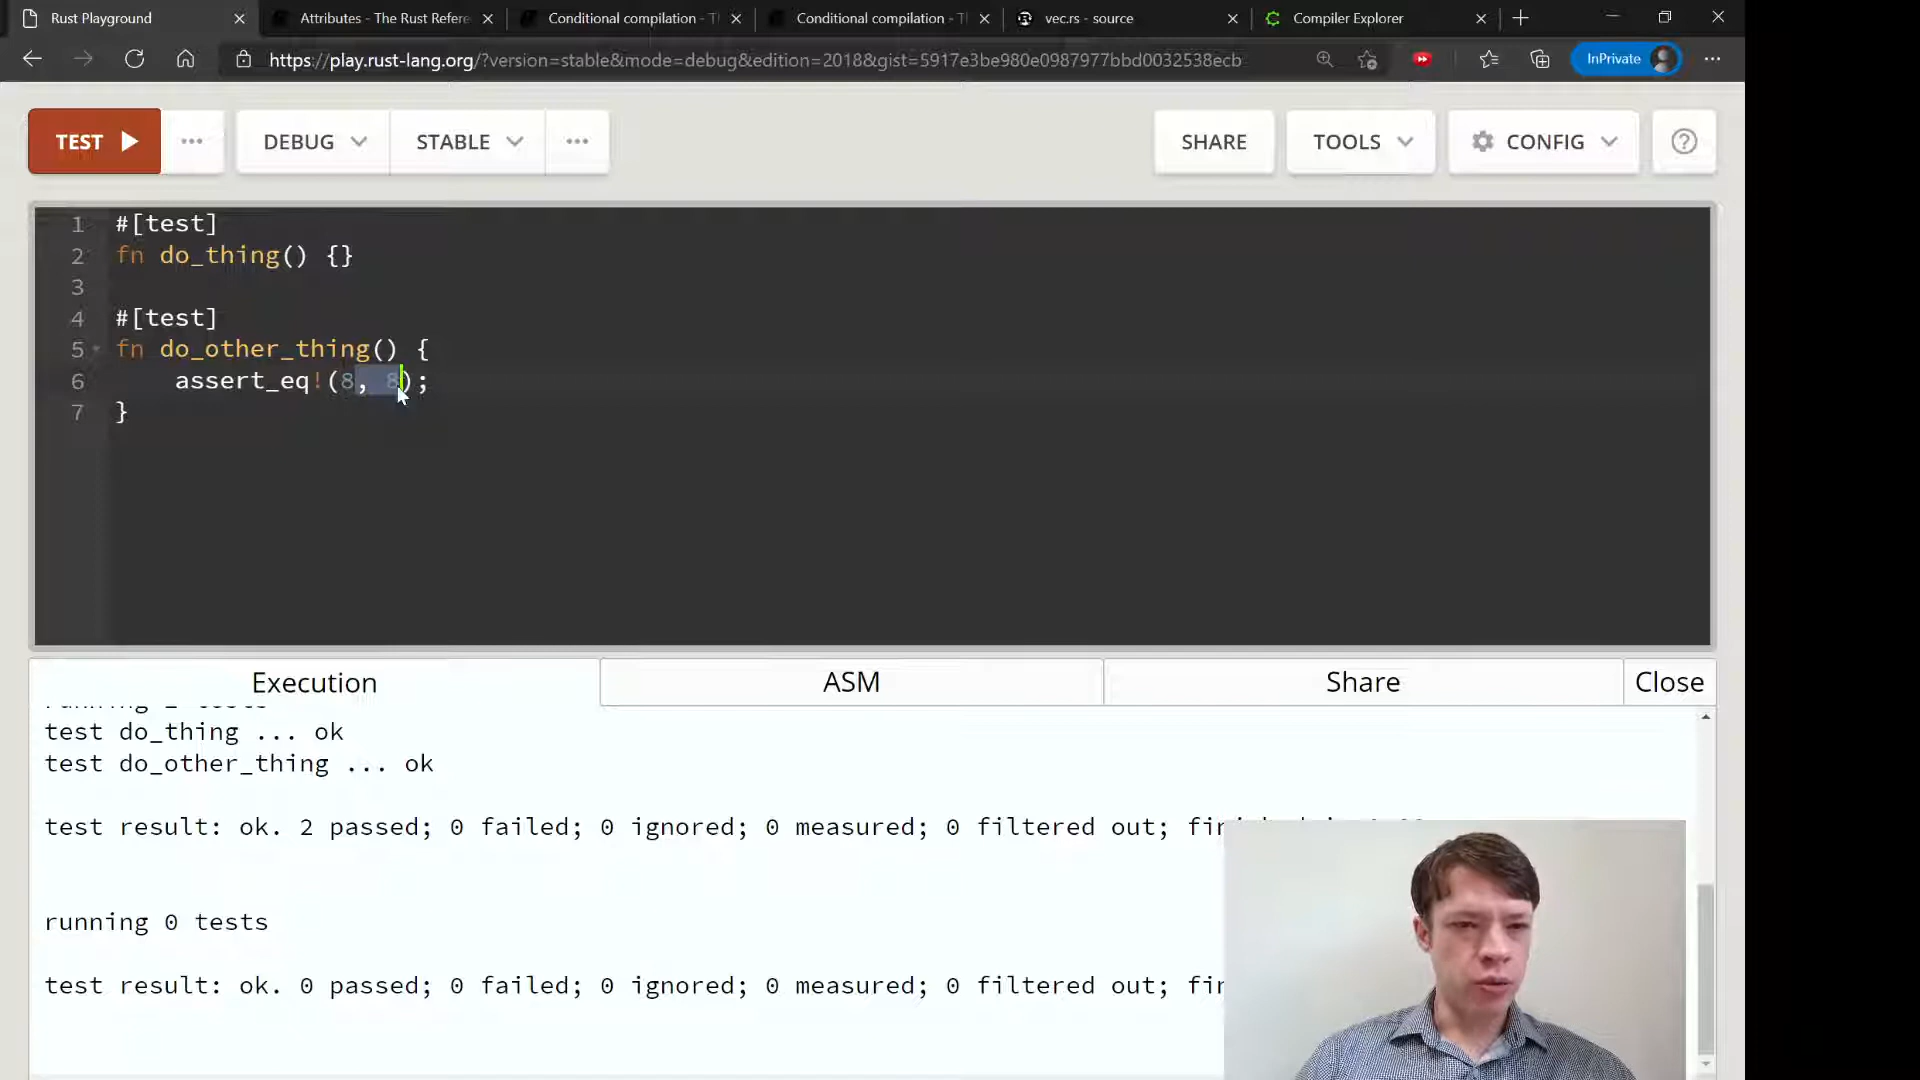 Rust Playground
Attributes - The Rust Refere
Conditional compilation - T
Conditional compilation - T
vec.rs - source
Compiler Explorer
https://play.rust-lang.org/?version=stable&mode=debug&edition=2018&gist=5917e3be980e0987977bbd0032538ecb
InPrivate
TEST
DEBUG
STABLE
SHARE
TOOLS
CONFIG
1 #[test]
2 fn do_thing() {}
3
4 #[test]
5 fn do_other_thing() {
6 assert_eq!(8, 8);
7 }
Execution
ASM
Share
Close
test do_thing ... ok
test do_other_thing ... ok
test result: ok. 2 passed; 0 failed; 0 ignored; 0 measured; 0 filtered out;
running 0 tests
test result: ok. 0 passed; 0 failed; 0 ignored; 0 measured; 0 filtered out;